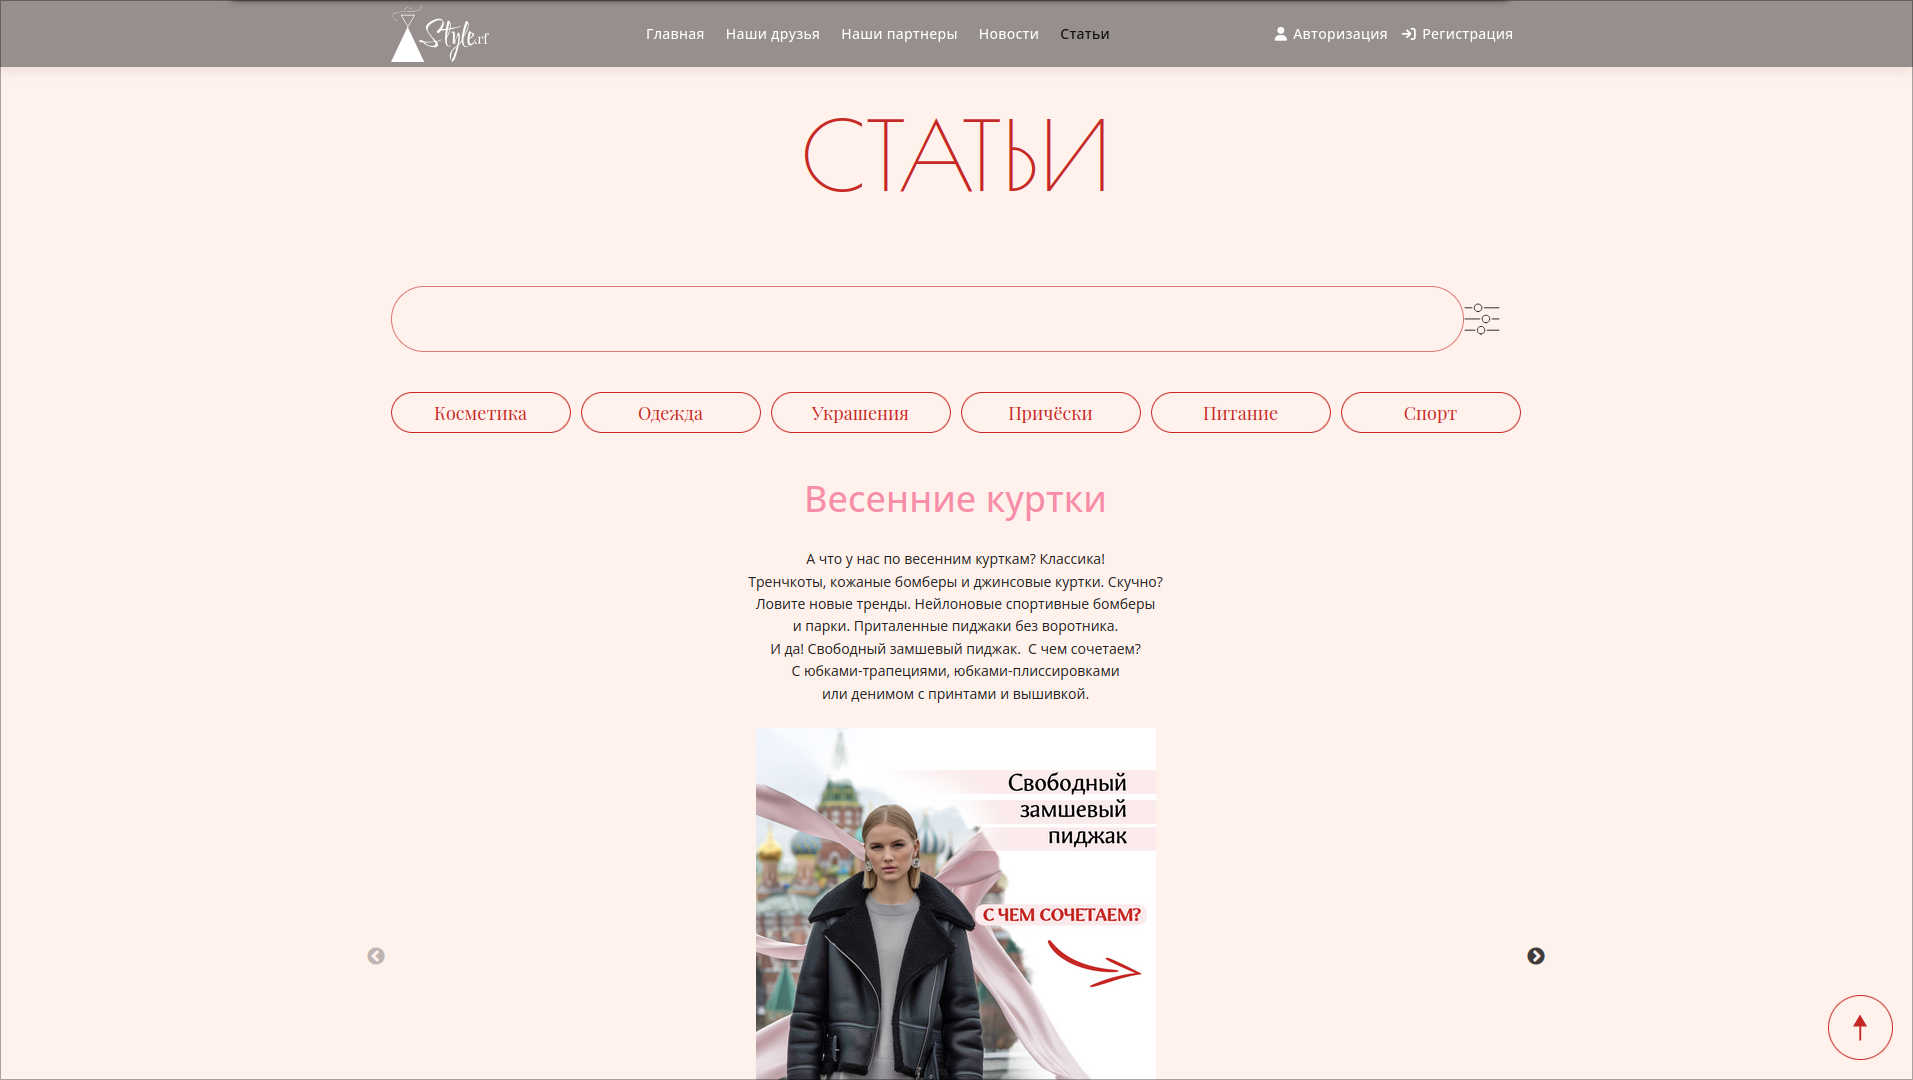 Style.rf
Главная
Наши друзья
Наши партнеры
Новости
Статьи
Авторизация
Регистрация
СТАТЬИ
Косметика
Одежда
Украшения
Причёски
Питание
Спорт
Весенние куртки
А что у нас по весенним курткам? Классика!
Тренчкоты, кожаные бомберы и джинсовые куртки. Скучно?
Ловите новые тренды. Нейлоновые спортивные бомберы
и парки. Приталенные пиджаки без воротника.
И да! Свободный замшевый пиджак.  С чем сочетаем?
С юбками-трапециями, юбками-плиссировками
или денимом с принтами и вышивкой.
Свободный
замшевый
пиджак
С ЧЕМ СОЧЕТАЕМ?